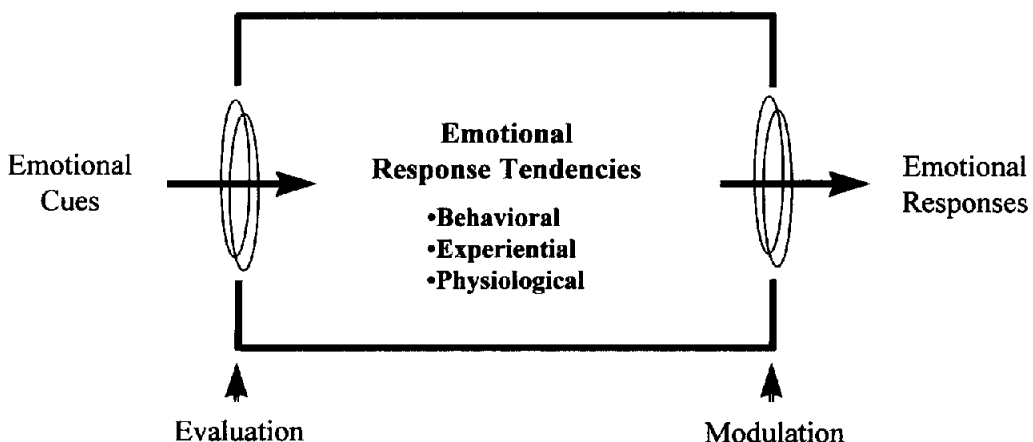 Emotional
Cues
Emotional
Response Tendencies
•Behavioral
•Experiential
•Physiological
Emotional
Responses
Evaluation
Modulation